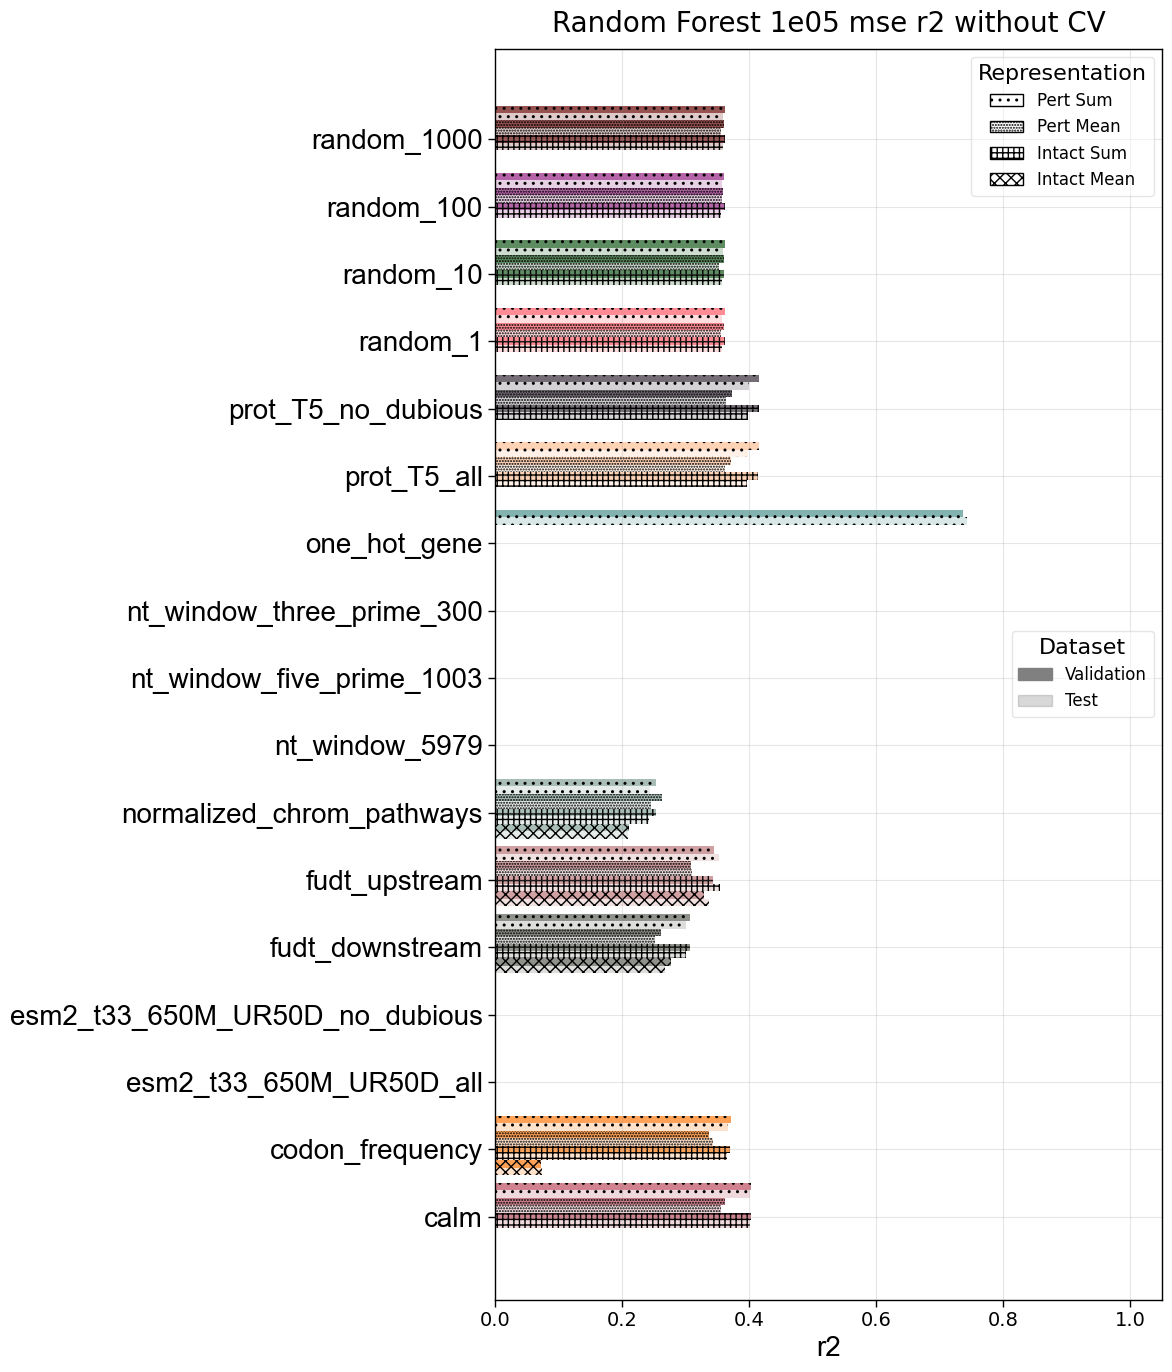 Random Forest 1e05 mse r2 without CV
Representation
Pert Sum
Pert Mean
Intact Sum
Intact Mean
random_1000
random_100
random_10
random_1
prot_T5_no_dubious
prot_T5_all
one_hot_gene
nt_window_three_prime_300
Dataset
Validation
Test
nt_window_five_prime_1003
nt_window_5979
normalized_chrom_pathways
fudt_upstream
fudt_downstream
esm2_t33_650M_UR50D_no_dubious
esm2_t33_650M_UR50D_all
codon_frequency
calm
0.0 0.2 0.4 0.6 0.8 1.0
r2